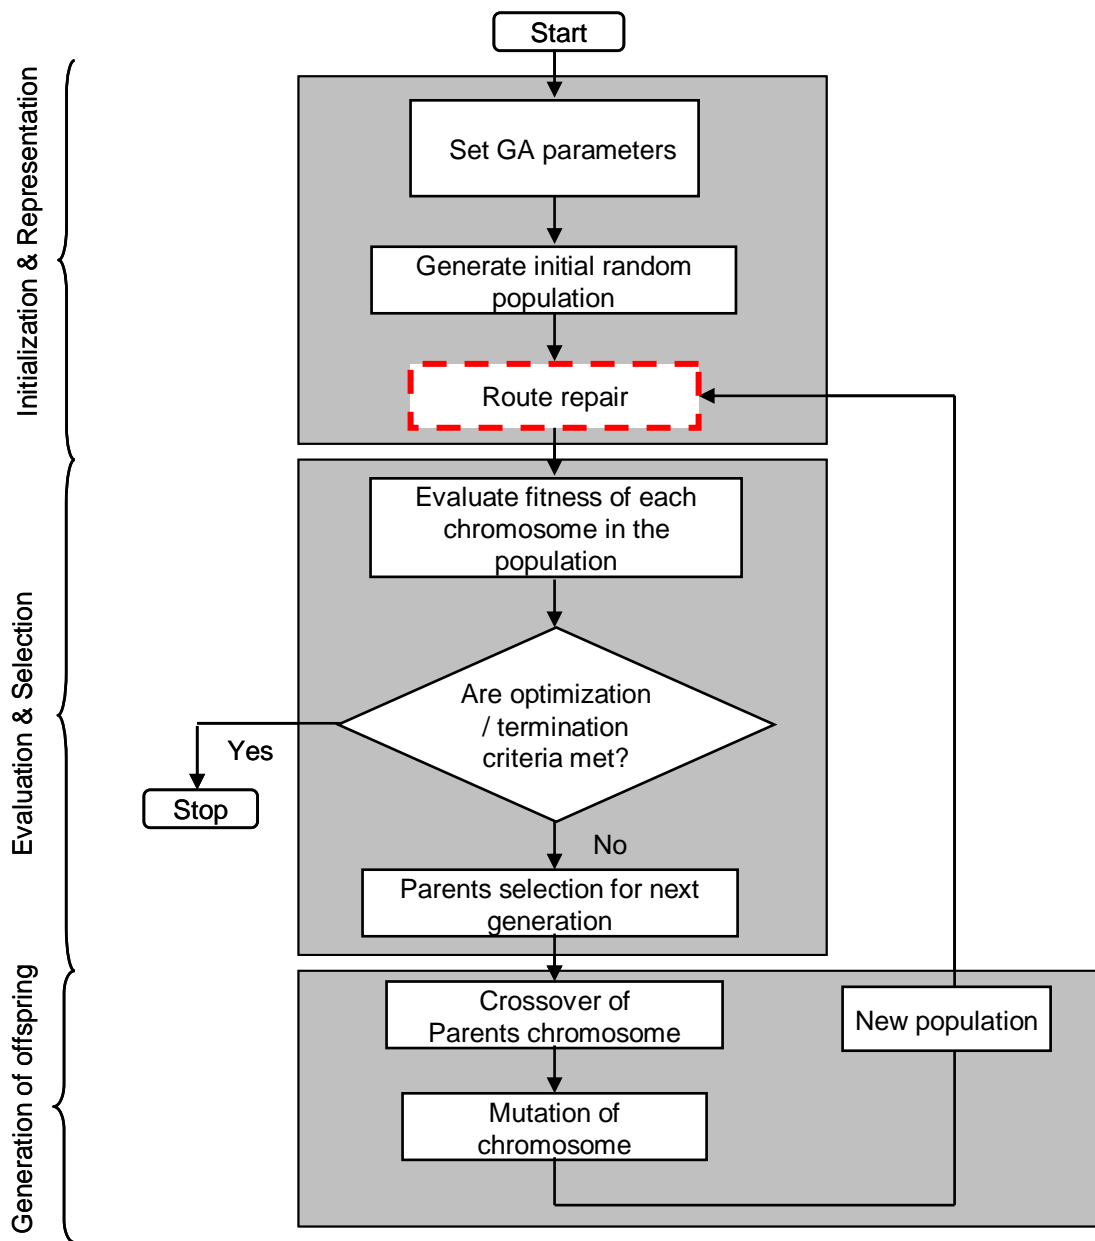 Start
Initialization & Representation
Set GA parameters
Generate initial random
population
Route repair
Evaluation & Selection
Evaluate fitness of each
chromosome in the
population
Are optimization
/ termination
criteria met?
Yes
Stop
No
Parents selection for next
generation
Generation of offspring
Crossover of
Parents chromosome
New population
Mutation of
chromosome